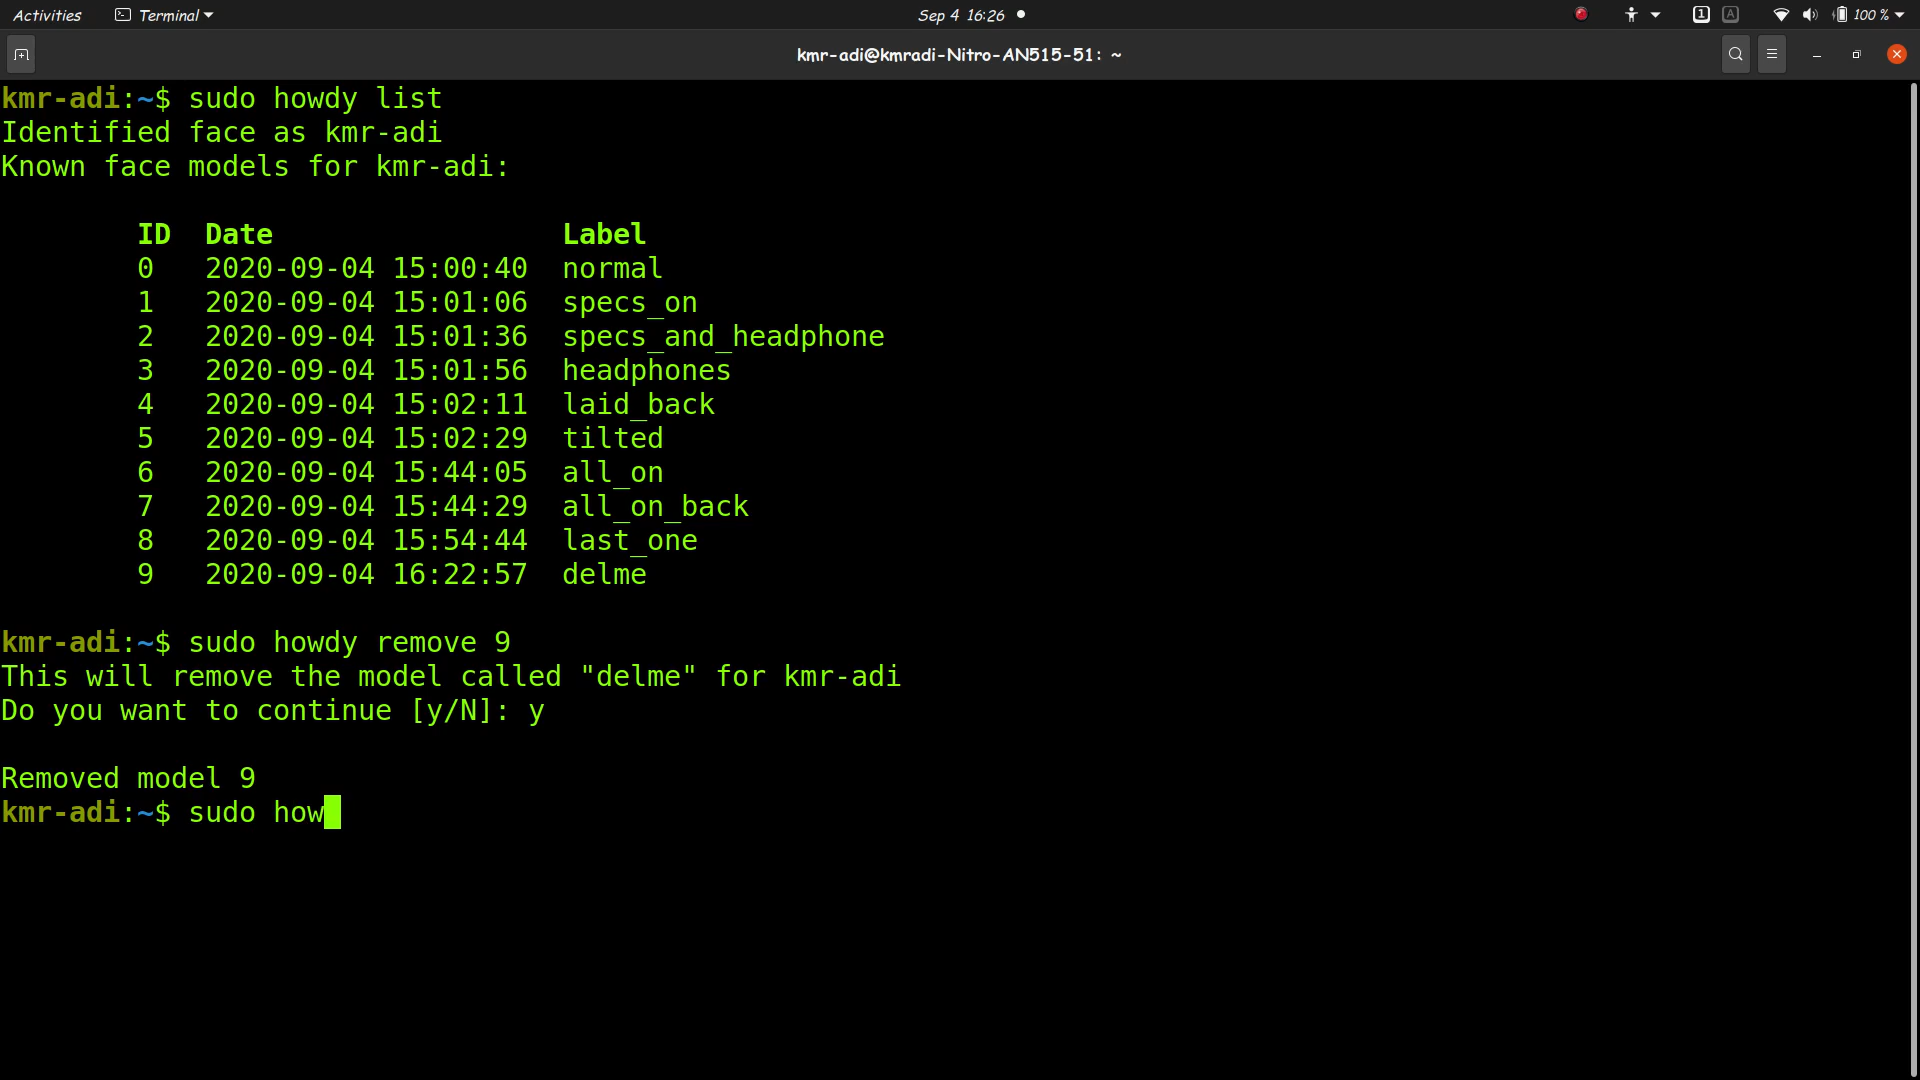 Activities Terminal Sep 4 16:26 1 A 100 %
kmr-adi@kmradi-Nitro-AN515-51: ~
kmr-adi:~$ sudo howdy list
Identified face as kmr-adi
Known face models for kmr-adi:
ID Date Label
0 2020-09-04 15:00:40 normal
1 2020-09-04 15:01:06 specs_on
2 2020-09-04 15:01:36 specs_and_headphone
3 2020-09-04 15:01:56 headphones
4 2020-09-04 15:02:11 laid_back
5 2020-09-04 15:02:29 tilted
6 2020-09-04 15:44:05 all_on
7 2020-09-04 15:44:29 all_on_back
8 2020-09-04 15:54:44 last_one
9 2020-09-04 16:22:57 delme
kmr-adi:~$ sudo howdy remove 9
This will remove the model called "delme" for kmr-adi
Do you want to continue [y/N]: y
Removed model 9
kmr-adi:~$ sudo how